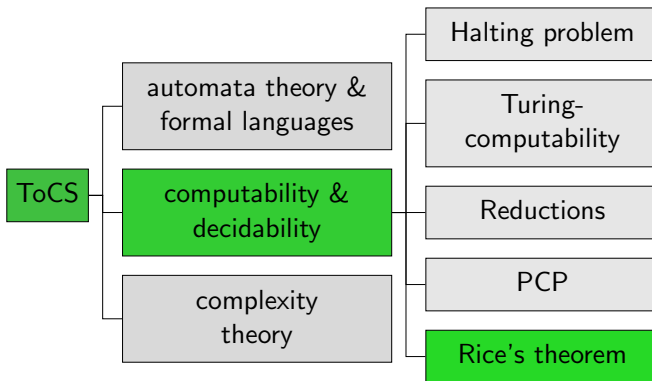 ToCS
automata theory &
formal languages
computability &
decidability
complexity
theory
Halting problem
Turing-
computability
Reductions
PCP
Rice's theorem